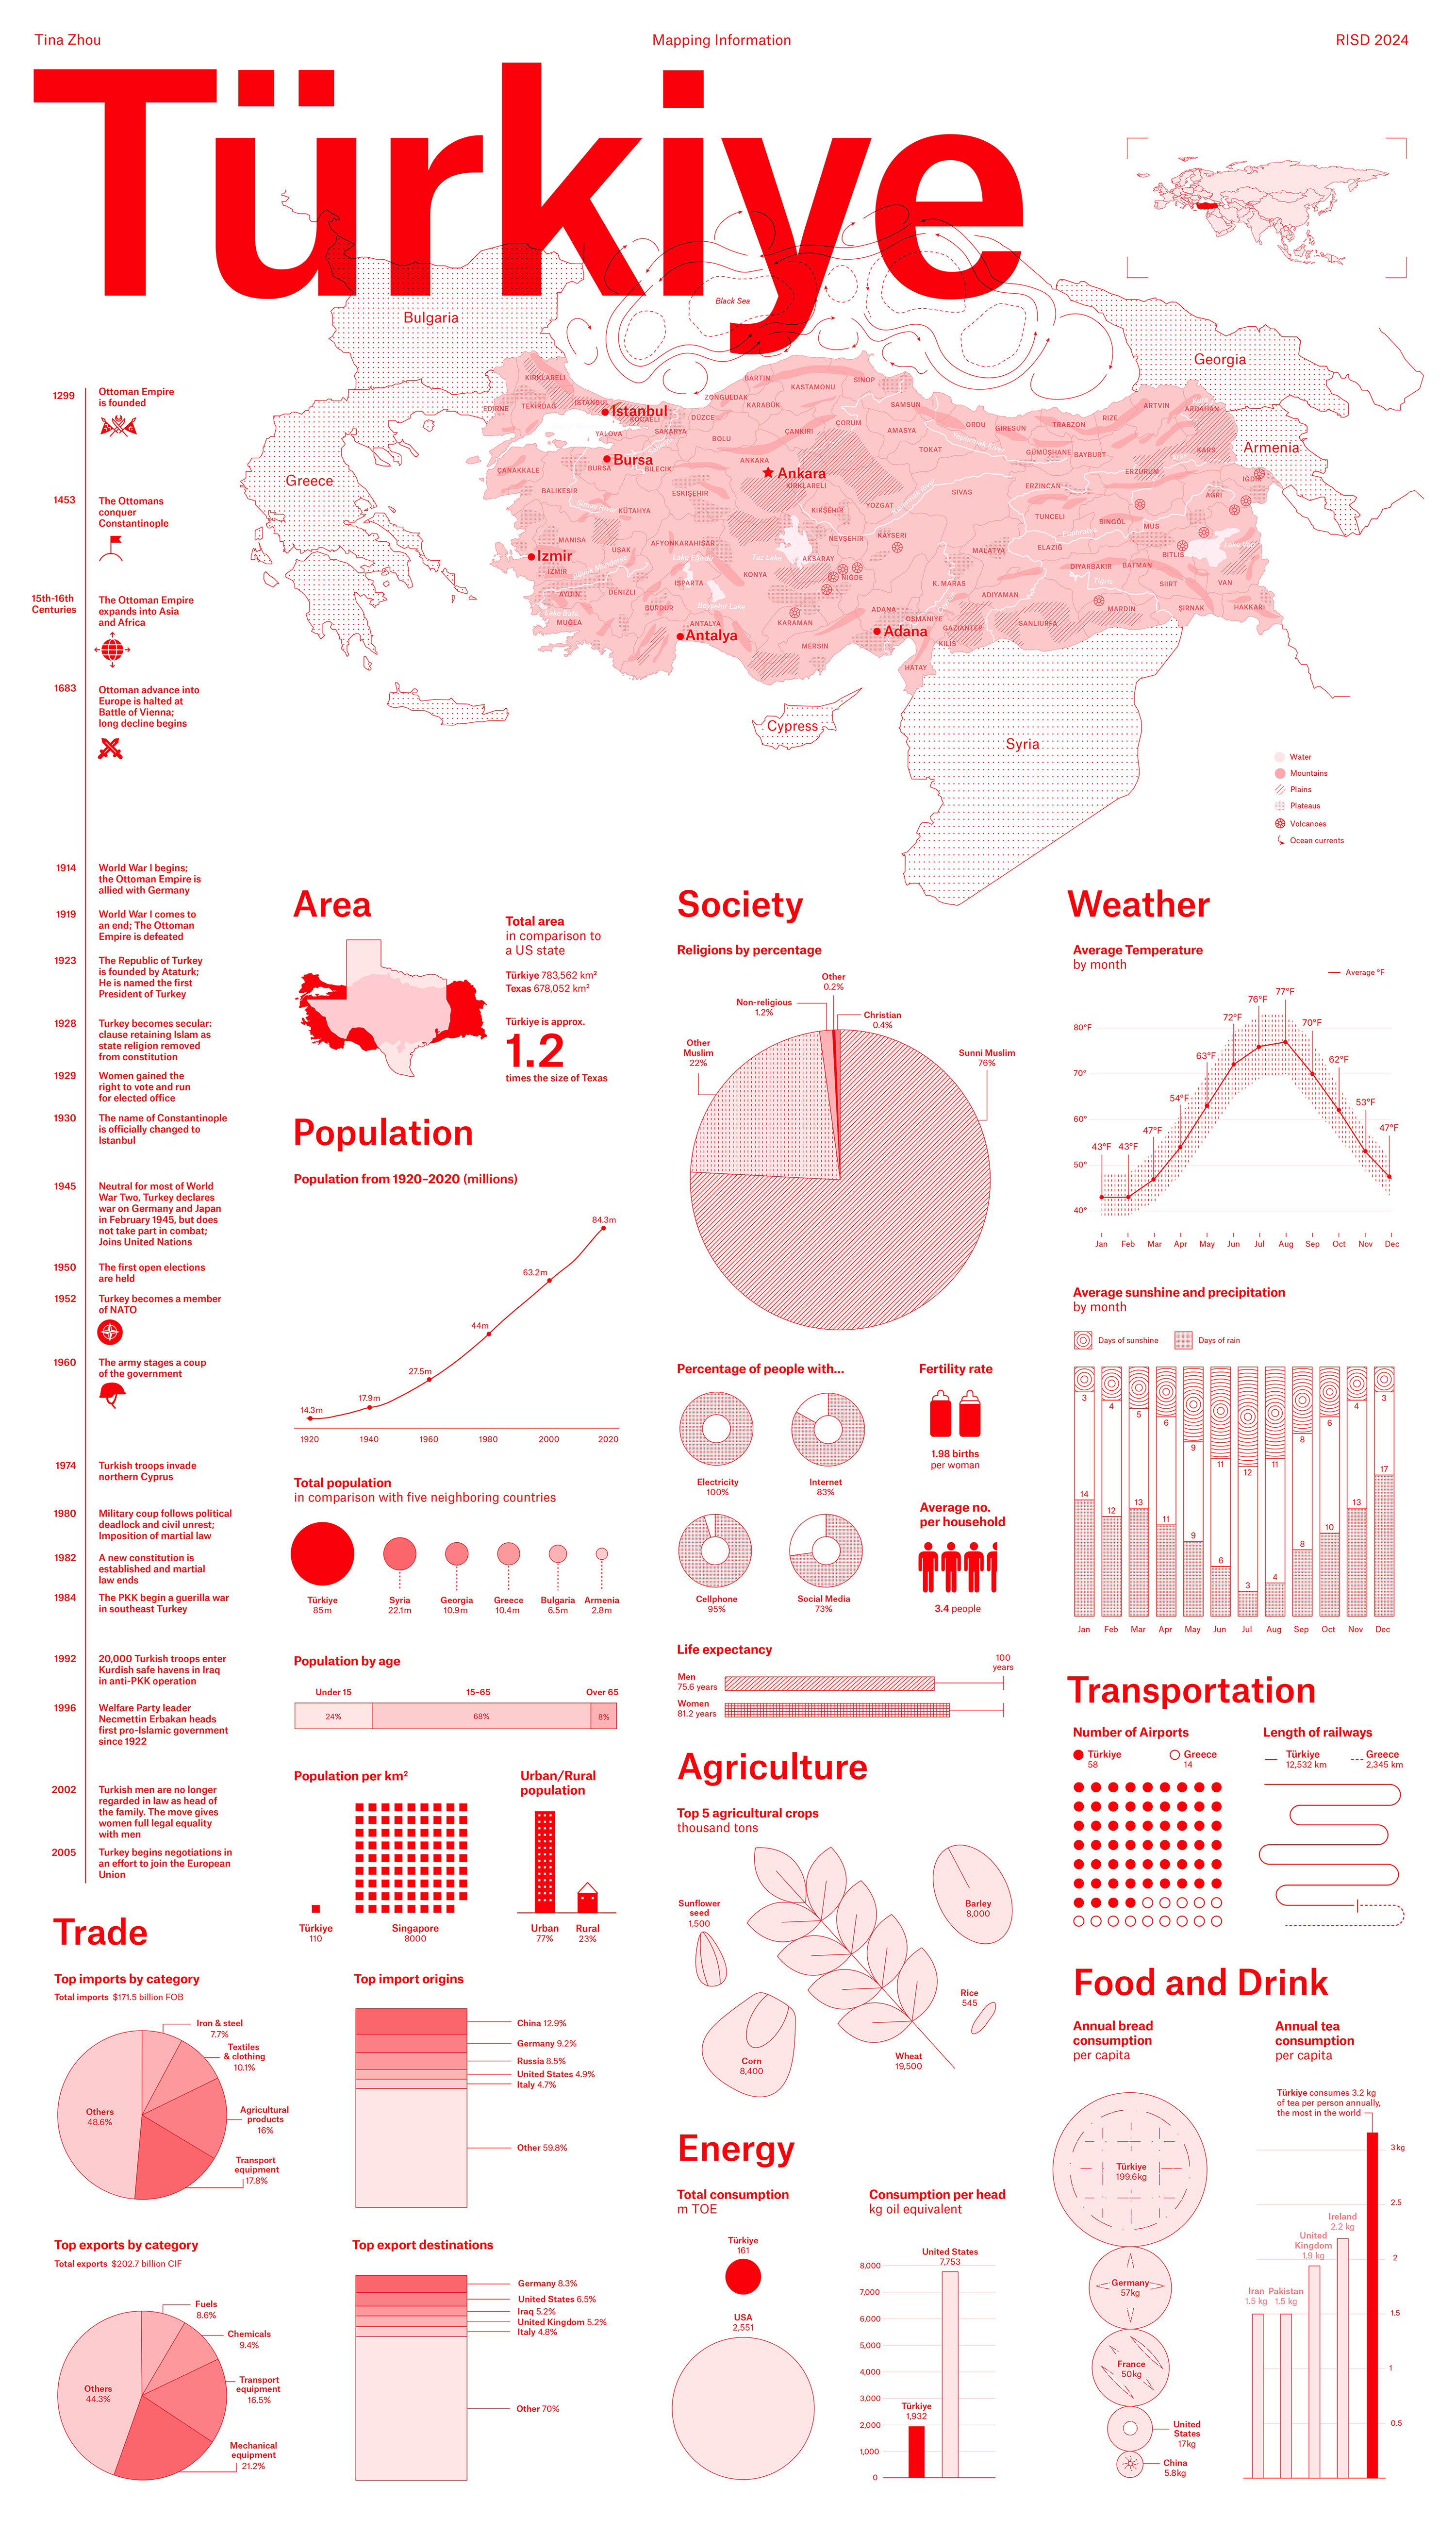 Tina Zhou
Mapping Information
RISD 2024
Türkiye
Black Sea
Bulgaria
Greece
Georgia
Armenia
Cypress
Syria
KIRKLARELI
EDIRNE
TEKIRDAĞ
ISTANBUL
Istanbul
KOCAELI
YALOVA
SAKARYA
DÜZCE
BOLU
ZONGULDAK
BARTIN
KARABÜK
KASTAMONU
SINOP
ÇANKIRI
ÇORUM
SAMSUN
AMASYA
TOKAT
ORDU
GIRESUN
TRABZON
RIZE
ARTVIN
ARDAHAN
KARS
GÜMÜŞHANE
BAYBURT
ERZURUM
IĞDIR
AĞRI
ÇANAKKALE
BURSA
Bursa
BILECIK
ANKARA
Ankara
KIRKLARELI
BALIKESIR
ESKIŞEHIR
KÜTAHYA
KIRŞEHIR
YOZGAT
SIVAS
ERZINCAN
TUNCELI
BINGÖL
MUS
BITLIS
Lake Van
MANISA
UŞAK
AFYONKARAHISAR
Tuz Lake
AKSARAY
NEVŞEHIR
KAYSERI
MALATYA
ELAZIĞ
Izmir
IZMIR
Büyük Menderes
KONYA
NIĞDE
K. MARAS
ADIYAMAN
DIYARBAKIR
BATMAN
Tigris
SIIRT
VAN
AYDIN
DENIZLI
ISPARTA
BURDUR
Beyşehir Lake
KARAMAN
ADANA
Adana
OSMANIYE
GAZIANTEP
KILIS
SANLIURFA
MARDIN
ŞIRNAK
HAKKARI
Lake Bafa
MUĞLA
ANTALYA
Antalya
MERSIN
HATAY
Water
Mountains
Plains
Plateaus
Volcanoes
Ocean currents
1299
Ottoman Empire
is founded
1453
The Ottomans
conquer
Constantinople
15th-16th
Centuries
The Ottoman Empire
expands into Asia
and Africa
1683
Ottoman advance into
Europe is halted at
Battle of Vienna;
long decline begins
1914
World War I begins;
the Ottoman Empire is
allied with Germany
1919
World War I comes to
an end; The Ottoman
Empire is defeated
1923
The Republic of Turkey
is founded by Ataturk;
He is named the first
President of Turkey
1928
Turkey becomes secular:
clause retaining Islam as
state religion removed
from constitution
1929
Women gained the
right to vote and run
for elected office
1930
The name of Constantinople
is officially changed to
Istanbul
1945
Neutral for most of World
War Two, Turkey declares
war on Germany and Japan
in February 1945, but does
not take part in combat;
Joins United Nations
1950
The first open elections
are held
1952
Turkey becomes a member
of NATO
1960
The army stages a coup
of the government
1974
Turkish troops invade
northern Cyprus
1980
Military coup follows political
deadlock and civil unrest;
Imposition of martial law
1982
A new constitution is
established and martial
law ends
1984
The PKK begin a guerilla war
in southeast Turkey
1992
20,000 Turkish troops enter
Kurdish safe havens in Iraq
in anti-PKK operation
1996
Welfare Party leader
Necmettin Erbakan heads
first pro-Islamic government
since 1922
2002
Turkish men are no longer
regarded in law as head of
the family. The move gives
women full legal equality
with men
2005
Turkey begins negotiations in
an effort to join the European
Union
Area
Total area
in comparison to
a US state
Türkiye 783,562 km²
Texas 678,052 km²
Türkiye is approx.
1.2
times the size of Texas
Population
Population from 1920–2020 (millions)
14.3m
17.9m
27.5m
44m
63.2m
84.3m
1920
1940
1960
1980
2000
2020
Total population
in comparison with five neighboring countries
Türkiye
85m
Syria
22.1m
Georgia
10.9m
Greece
10.4m
Bulgaria
6.5m
Armenia
2.8m
Population by age
Under 15
15–65
Over 65
24%
68%
8%
Population per km²
Türkiye
110
Singapore
8000
Urban/Rural
population
Urban
77%
Rural
23%
Society
Religions by percentage
Other
0.2%
Non-religious
1.2%
Christian
0.4%
Other
Muslim
22%
Sunni Muslim
76%
Percentage of people with...
Electricity
100%
Internet
83%
Cellphone
95%
Social Media
73%
Fertility rate
1.98 births
per woman
Average no.
per household
3.4 people
Life expectancy
100
years
Men
75.6 years
Women
81.2 years
Agriculture
Top 5 agricultural crops
thousand tons
Sunflower
seed
1,500
Barley
8,000
Rice
545
Corn
8,400
Wheat
19,500
Energy
Total consumption
m TOE
Türkiye
161
USA
2,551
Consumption per head
kg oil equivalent
United States
7,753
Türkiye
1,932
8,000
7,000
6,000
5,000
4,000
3,000
2,000
1,000
0
Weather
Average Temperature
by month
Average °F
80°F
70°
60°
50°
40°
43°F
43°F
47°F
54°F
63°F
72°F
76°F
77°F
70°F
62°F
53°F
47°F
Jan
Feb
Mar
Apr
May
Jun
Jul
Aug
Sep
Oct
Nov
Dec
Average sunshine and precipitation
by month
Days of sunshine
Days of rain
3
4
5
6
9
11
12
11
8
6
4
3
14
12
13
11
9
6
3
4
8
10
13
17
Jan
Feb
Mar
Apr
May
Jun
Jul
Aug
Sep
Oct
Nov
Dec
Transportation
Number of Airports
Türkiye
58
Greece
14
Length of railways
Türkiye
12,532 km
Greece
2,345 km
Food and Drink
Annual bread
consumption
per capita
Türkiye
199.6kg
Germany
57kg
France
50kg
United
States
17kg
China
5.8kg
Annual tea
consumption
per capita
Türkiye consumes 3.2 kg
of tea per person annually,
the most in the world
3kg
2.5
2
1.5
1
0.5
Iran
1.5 kg
Pakistan
1.5 kg
United
Kingdom
1.9 kg
Ireland
2.2 kg
Trade
Top imports by category
Total imports $171.5 billion FOB
Iron & steel
7.7%
Textiles
& clothing
10.1%
Agricultural
products
16%
Transport
equipment
17.8%
Others
48.6%
Top import origins
China 12.9%
Germany 9.2%
Russia 8.5%
United States 4.9%
Italy 4.7%
Other 59.8%
Top exports by category
Total exports $202.7 billion CIF
Fuels
8.6%
Chemicals
9.4%
Transport
equipment
16.5%
Mechanical
equipment
21.2%
Others
44.3%
Top export destinations
Germany 8.3%
United States 6.5%
Iraq 5.2%
United Kingdom 5.2%
Italy 4.8%
Other 70%